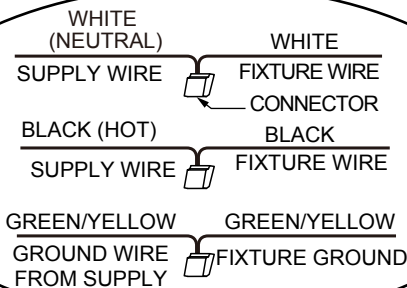 WHITE
(NEUTRAL)
WHITE
SUPPLY WIRE
FIXTURE WIRE
CONNECTOR
BLACK (HOT)
BLACK
SUPPLY WIRE
FIXTURE WIRE
GREEN/YELLOW
GREEN/YELLOW
GROUND WIRE
FROM SUPPLY
FIXTURE GROUND